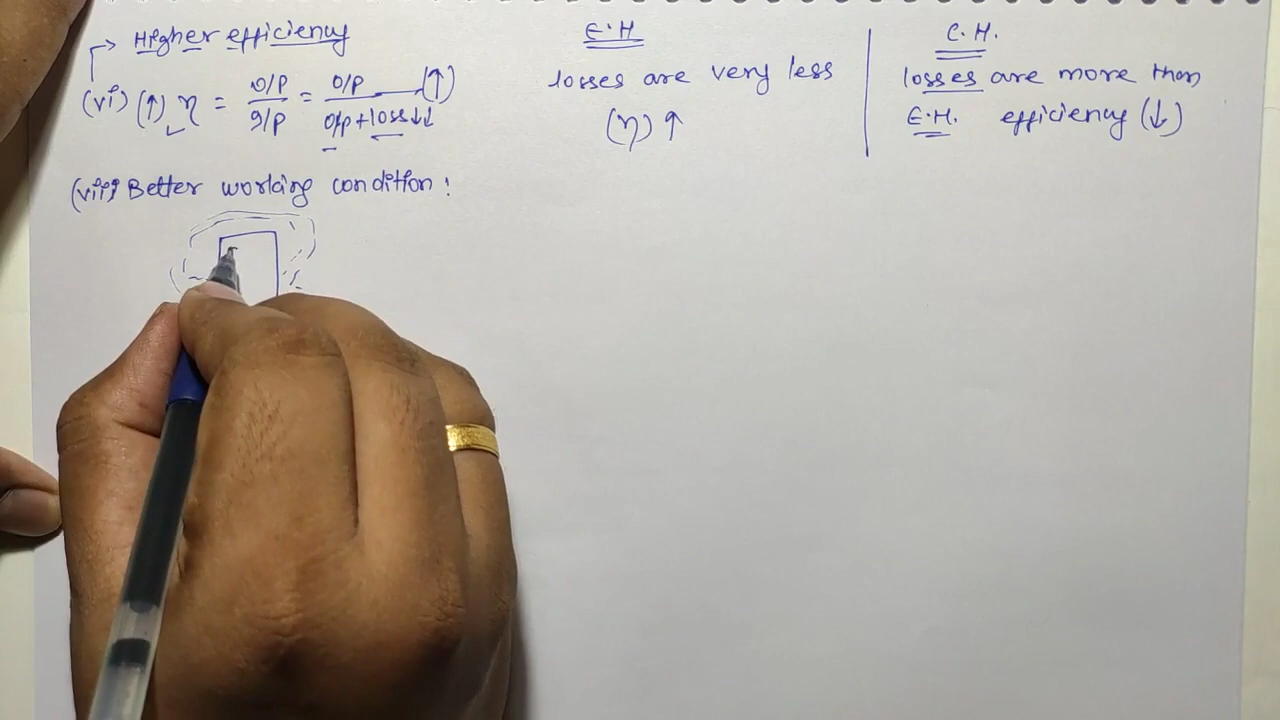 Higher efficiency
(vi) (↑) η = O/P / I/P = O/P (↑) / O/P + loss↓↓
E.H
losses are very less
(η) ↑
C.H.
losses are more than
E.H. efficiency (↓)
(vii) Better working condition: